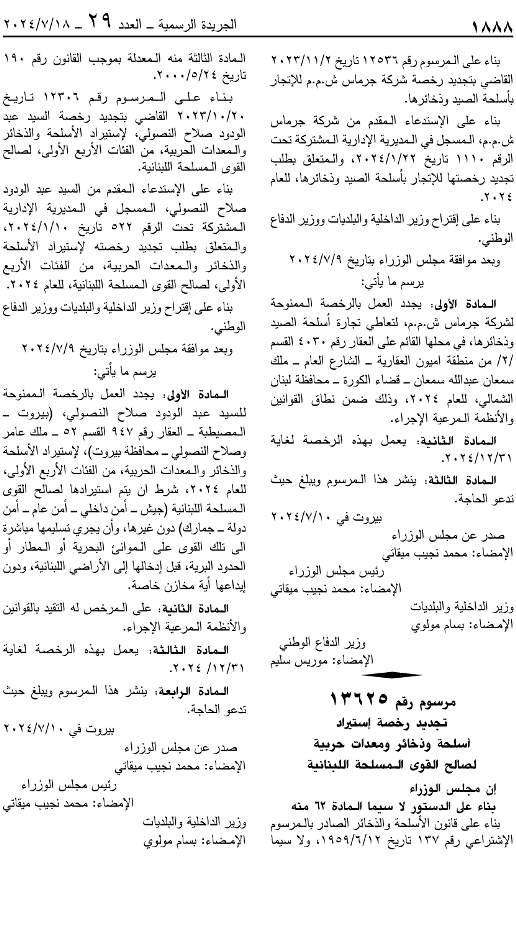 ١٨٨٨
الجريدة الرسمية ــ العدد ٢٩ ــ ٢٠٢٤/٧/١٨
بناء على المرسوم رقم ١٢٥٣٦ تاريخ ٢٠٢٣/١١/٢
القاضي بتجديد رخصة شركة جرماس ش.م.م للإتجار
بأسلحة الصيد وذخائرها.
بناء على الإستدعاء المقدم من شركة جرماس
ش.م.م، المسجل في المديرية الإدارية المشتركة تحت
الرقم ١١١٠ تاريخ ٢٠٢٤/١/٢٢، والمتعلق بطلب
تجديد رخصتها للإتجار بأسلحة الصيد وذخائرها، للعام
٢٠٢٤.
بناء على إقتراح وزير الداخلية والبلديات ووزير الدفاع
الوطني.
وبعد موافقة مجلس الوزراء بتاريخ ٢٠٢٤/٧/٩
يرسم ما يأتي:
المادة الأولى: يجدد العمل بالرخصة الممنوحة
لشركة جرماس ش.م.م، لتعاطي تجارة أسلحة الصيد
وذخائرها، في محلها القائم على العقار رقم ٤٠٣٠ القسم
/٢/ من منطقة اميون العقارية ــ الشارع العام ــ ملك
سمعان عبدالله سمعان ــ قضاء الكورة ــ محافظة لبنان
الشمالي، للعام ٢٠٢٤، وذلك ضمن نطاق القوانين
والأنظمة المرعية الإجراء.
المادة الثانية: يعمل بهذه الرخصة لغاية
٢٠٢٤/١٢/٣١.
المادة الثالثة: ينشر هذا المرسوم ويبلغ حيث
تدعو الحاجة.
بيروت في ٢٠٢٤/٧/١٠
صدر عن مجلس الوزراء
الإمضاء: محمد نجيب ميقاتي
رئيس مجلس الوزراء
الإمضاء: محمد نجيب ميقاتي
وزير الداخلية والبلديات
الإمضاء: بسام مولوي
وزير الدفاع الوطني
الإمضاء: موريس سليم
مرسوم رقم ١٣٦٢٥
تجديد رخصة إستيراد
أسلحة وذخائر ومعدات حربية
لصالح القوى المسلحة اللبنانية
إن مجلس الوزراء
بناء على الدستور لا سيما المادة ٦٢ منه
بناء على قانون الأسلحة والذخائر الصادر بالمرسوم
الإشتراعي رقم ١٣٧ تاريخ ١٩٥٩/٦/١٢، ولا سيما
المادة الثالثة منه المعدلة بموجب القانون رقم ١٩٠
تاريخ ٢٠٠٠/٥/٢٤.
بناء على المرسوم رقم ١٢٣٠٦ تاريخ
٢٠٢٣/١٠/٢٠ القاضي بتجديد رخصة السيد عبد
الودود صلاح النصولي، لإستيراد الأسلحة والذخائر
والمعدات الحربية، من الفئات الأربع الأولى، لصالح
القوى المسلحة اللبنانية.
بناء على الإستدعاء المقدم من السيد عبد الودود
صلاح النصولي، المسجل في المديرية الإدارية
المشتركة تحت الرقم ٥٢٢ تاريخ ٢٠٢٤/١/١٠،
والمتعلق بطلب تجديد رخصته لإستيراد الأسلحة
والذخائر والمعدات الحربية، من الفئات الأربع
الأولى، لصالح القوى المسلحة اللبنانية، للعام ٢٠٢٤.
بناء على إقتراح وزير الداخلية والبلديات ووزير الدفاع
الوطني.
وبعد موافقة مجلس الوزراء بتاريخ ٢٠٢٤/٧/٩
يرسم ما يأتي:
المادة الأولى: يجدد العمل بالرخصة الممنوحة
للسيد عبد الودود صلاح النصولي، (بيروت ــ
المصيطبة ــ العقار رقم ٩٤٧ القسم ٥٢ ــ ملك عامر
وصلاح النصولي ــ محافظة بيروت)، لإستيراد الأسلحة
والذخائر والمعدات الحربية، من الفئات الأربع الأولى،
للعام ٢٠٢٤، شرط ان يتم استيرادها لصالح القوى
المسلحة اللبنانية (جيش ــ أمن داخلي ــ أمن عام ــ أمن
دولة ــ جمارك) دون غيرها، وأن يجري تسليمها مباشرة
الى تلك القوى على الموانئ البحرية أو المطار أو
الحدود البرية، قبل إدخالها إلى الأراضي اللبنانية، ودون
إيداعها أية مخازن خاصة.
المادة الثانية: على المرخص له التقيد بالقوانين
والأنظمة المرعية الإجراء.
المادة الثالثة: يعمل بهذه الرخصة لغاية
٢٠٢٤/١٢/٣١.
المادة الرابعة: ينشر هذا المرسوم ويبلغ حيث
تدعو الحاجة.
بيروت في ٢٠٢٤/٧/١٠
صدر عن مجلس الوزراء
الإمضاء: محمد نجيب ميقاتي
رئيس مجلس الوزراء
الإمضاء: محمد نجيب ميقاتي
وزير الداخلية والبلديات
الإمضاء: بسام مولوي